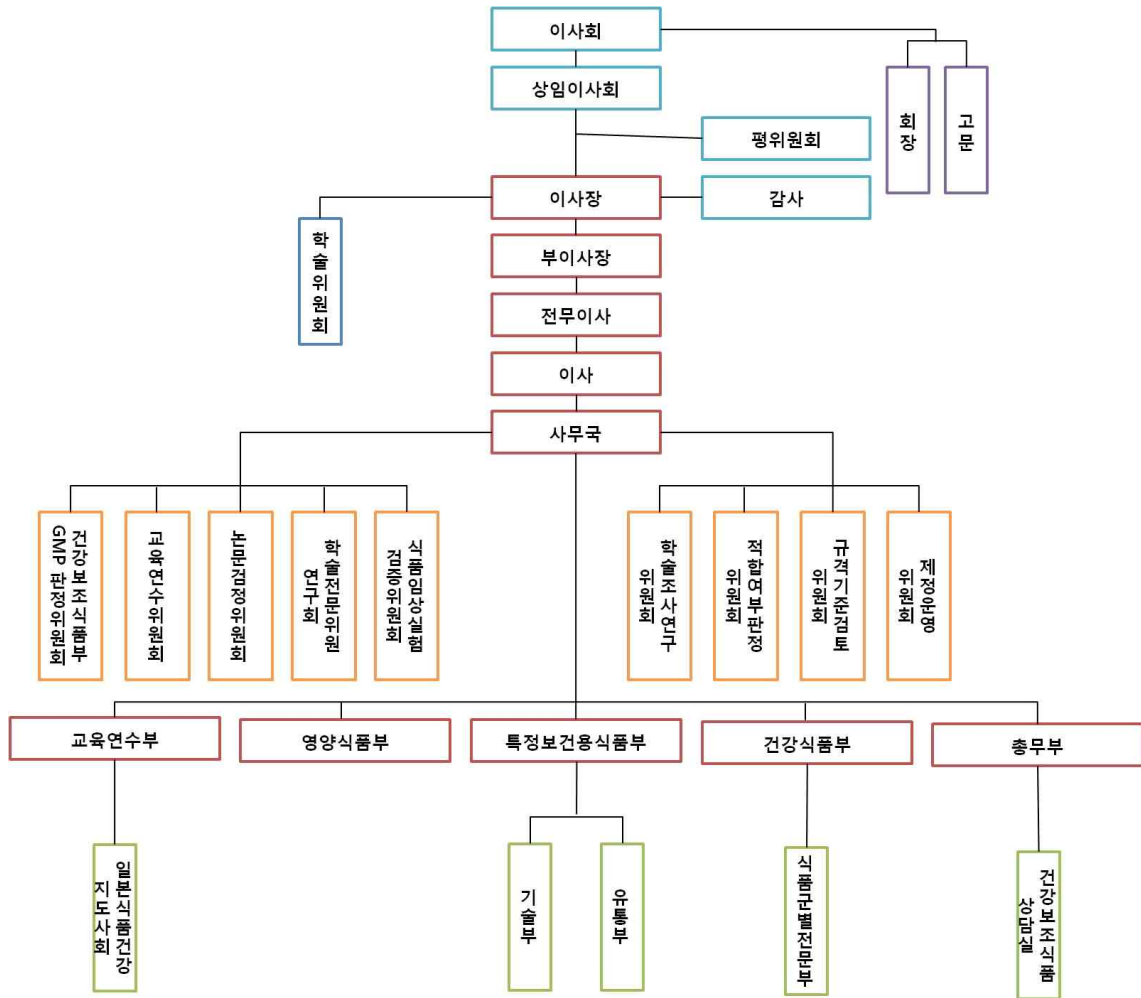 이사회
상임이사회
회장
고문
평위원회
이사장
감사
학술위원회
부이사장
전무이사
이사
사무국
건강보조식품부
GMP 판정위원회
교육연수위원회
논문검정위원회
학술전문위원
연구회
식품임상실험
검증위원회
학술조사연구
위원회
적합여부판정
위원회
규격기준검토
위원회
제정운영
위원회
교육연수부
영양식품부
특정보건용식품부
건강식품부
총무부
일본식품건강
지도사회
기술부
유통부
식품군별전문부
건강보조식품
상담실